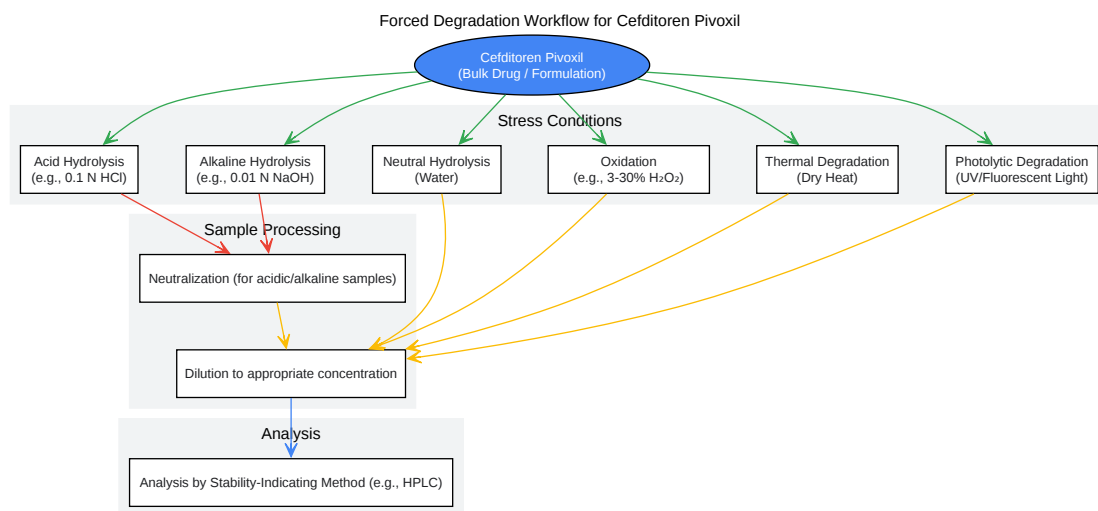 Forced Degradation Workflow for Cefditoren Pivoxil
Cefditoren Pivoxil
(Bulk Drug / Formulation)
Stress Conditions
Acid Hydrolysis
(e.g., 0.1 N HCl)
Alkaline Hydrolysis
(e.g., 0.01 N NaOH)
Neutral Hydrolysis
(Water)
Oxidation
(e.g., 3-30% H₂O₂)
Thermal Degradation
(Dry Heat)
Photolytic Degradation
(UV/Fluorescent Light)
Sample Processing
Neutralization (for acidic/alkaline samples)
Dilution to appropriate concentration
Analysis
Analysis by Stability-Indicating Method (e.g., HPLC)